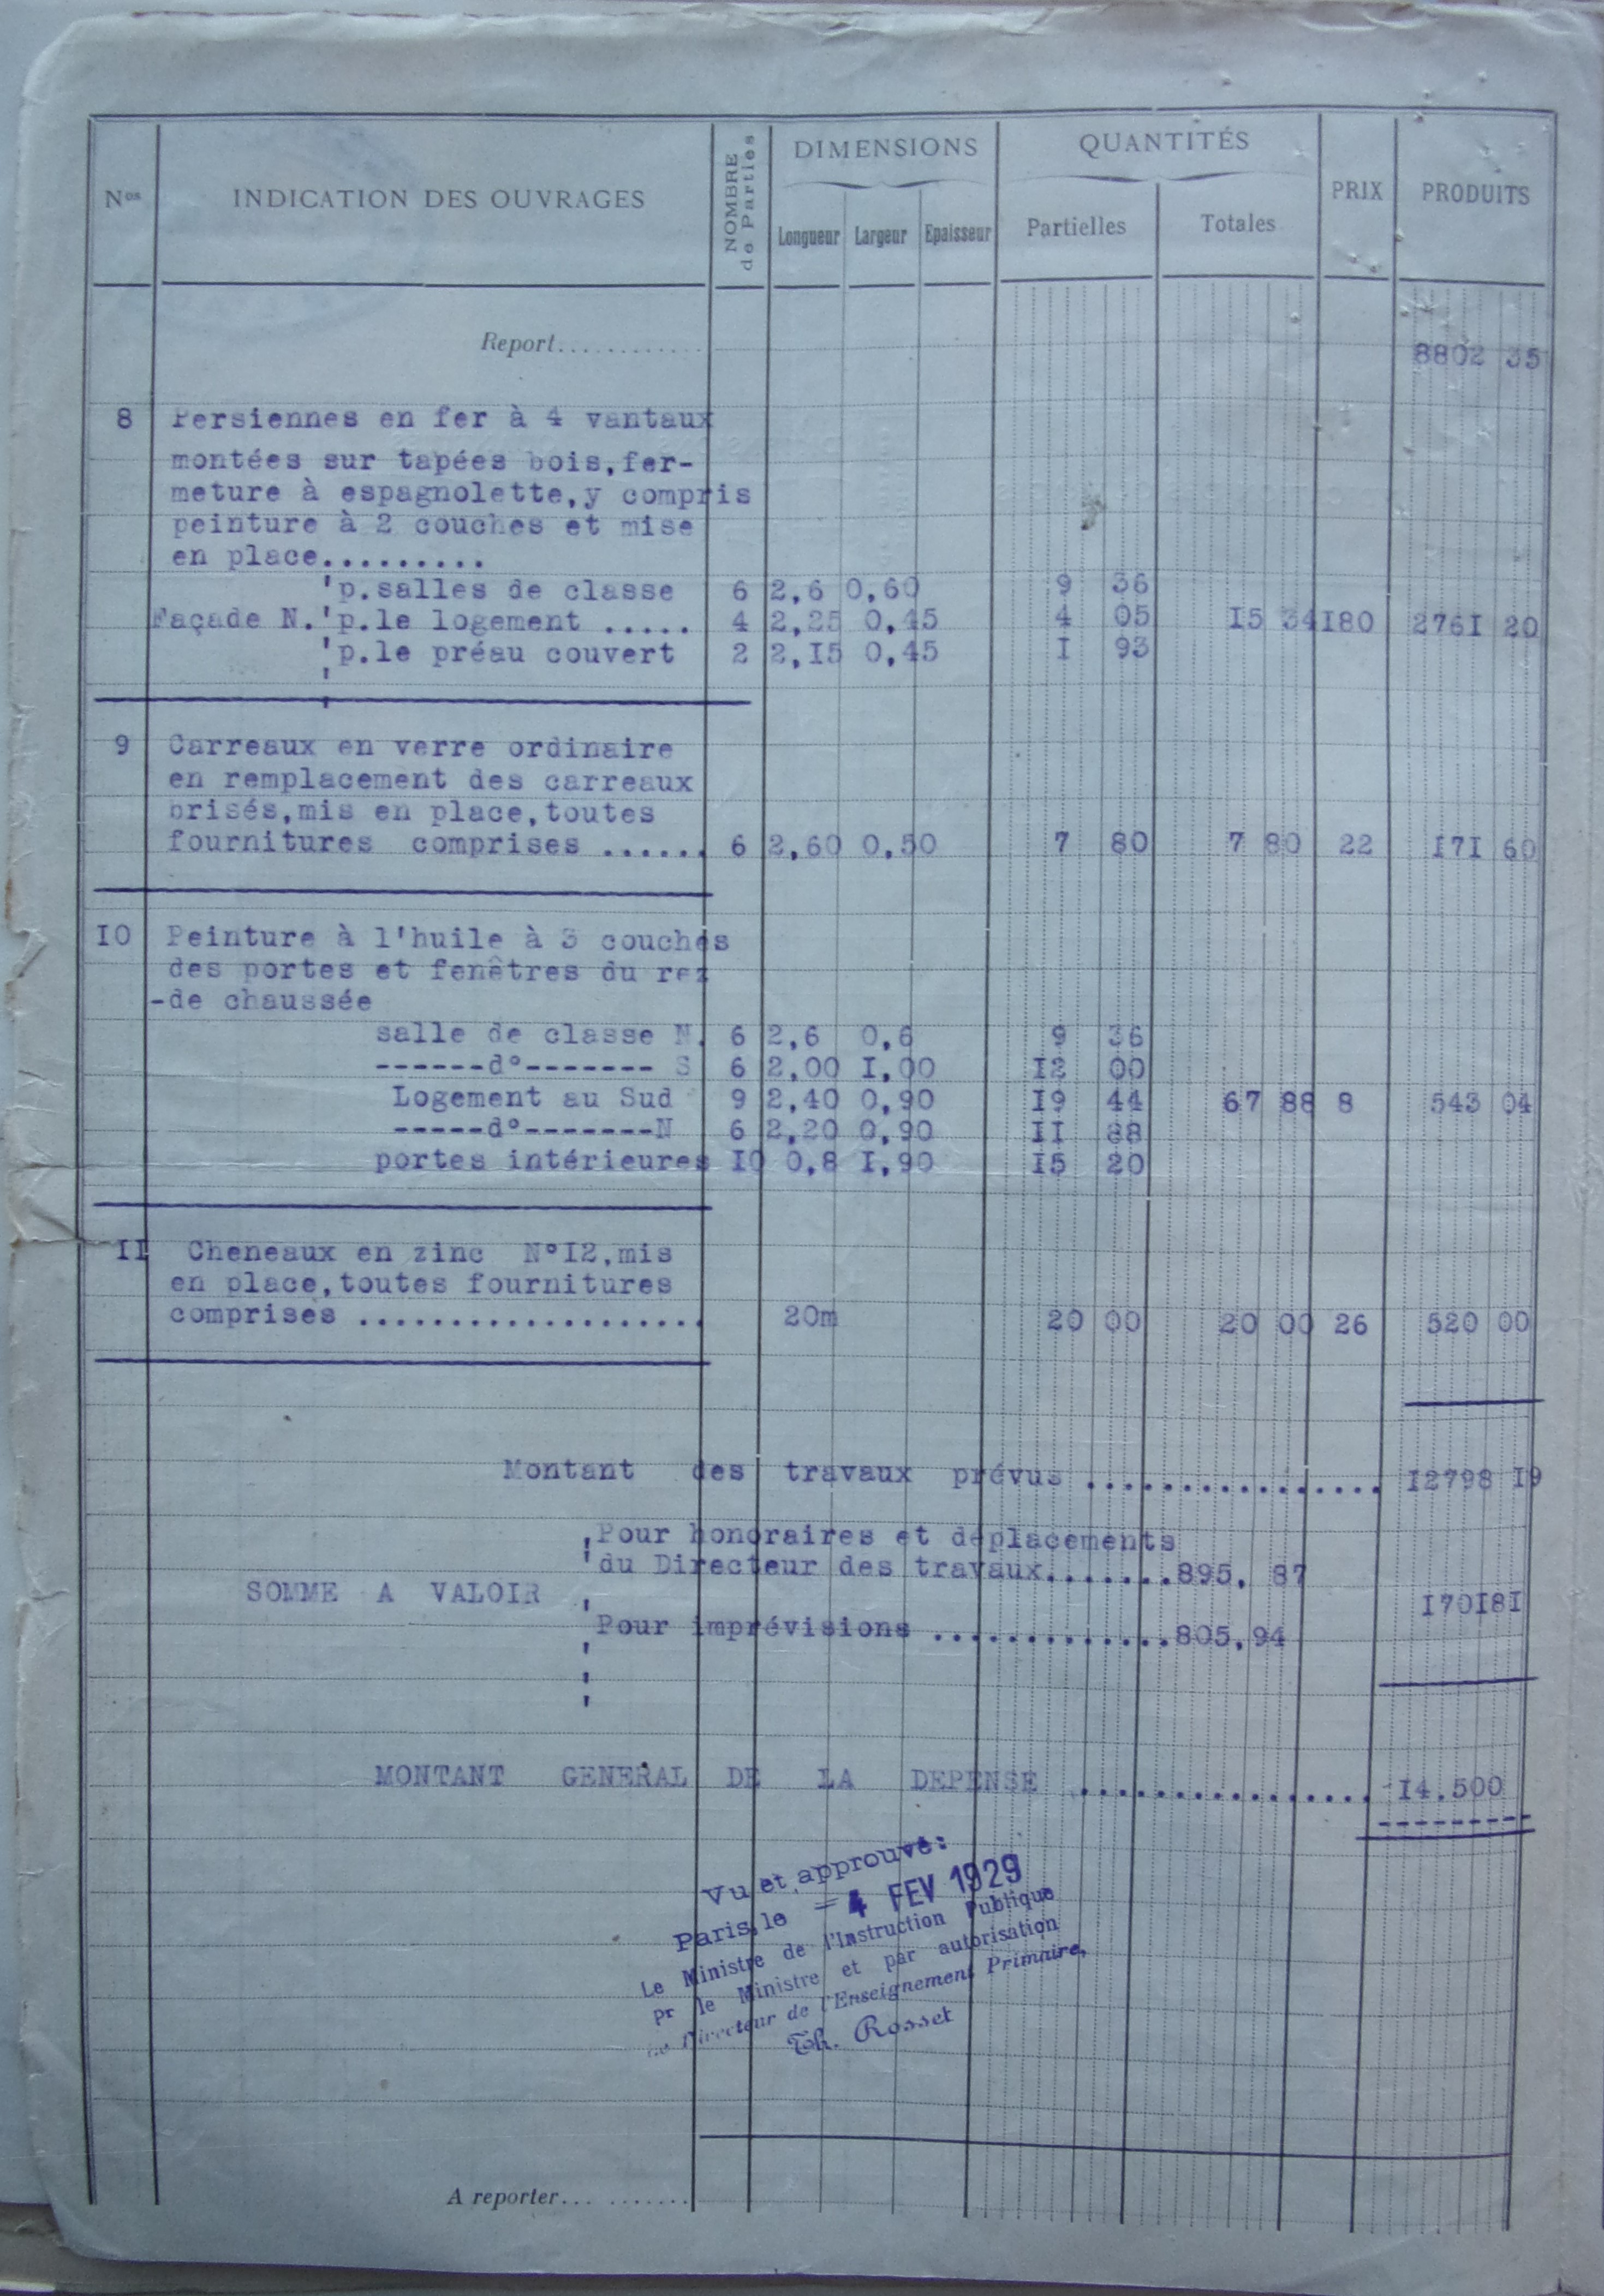 Nos INDICATION DES OUVRAGES NOMBRE de Parties DIMENSIONS QUANTITÉS PRIX PRODUITS
Longueur Largeur Epaisseur Partielles Totales
Report............ 8802 35
8 Persiennes en fer à 4 vantaux
montées sur tapées bois,fer-
meture à espagnolette,y compris
peinture à 2 couches et mise
en place.........
'p.salles de classe 6 2,6 0,60 9 36
Façade N.'p.le logement ..... 4 2,25 0,45 4 05 I5 34 I80 276I 20
'p.le préau couvert 2 2,I5 0,45 I 93
9 Carreaux en verre ordinaire
en remplacement des carreaux
brisés,mis en place,toutes
fournitures comprises ...... 6 2,60 0,50 7 80 7 80 22 I7I 60
I0 Peinture à l'huile à 3 couches
des portes et fenêtres du rez
-de chaussée
salle de classe N. 6 2,6 0,6 9 36
------d°------- S 6 2,00 I,00 I2 00
Logement au Sud 9 2,40 0,90 I9 44 67 88 8 543 04
-----d°-------N 6 2,20 0,90 II 88
portes intérieures I0 0,8 I,90 I5 20
II Cheneaux en zinc N°I2,mis
en place,toutes fournitures
comprises ................... 20m 20 00 20 00 26 520 00
Montant des travaux prévus ................ I2798 I9
'Pour honoraires et déplacements
'du Directeur des travaux.......895, 87
SOMME A VALOIR I70I8I
'Pour imprévisions .............805,94
MONTANT GENERAL DE LA DEPENSE ................ I4.500
Vu et approuvé:
Paris, le = 4 FEV 1929
Le Ministre de l'Instruction Publique
pr le Ministre et par autorisation
Le Directeur de l'Enseignement Primaire,
Th. Rosset
A reporter... .......